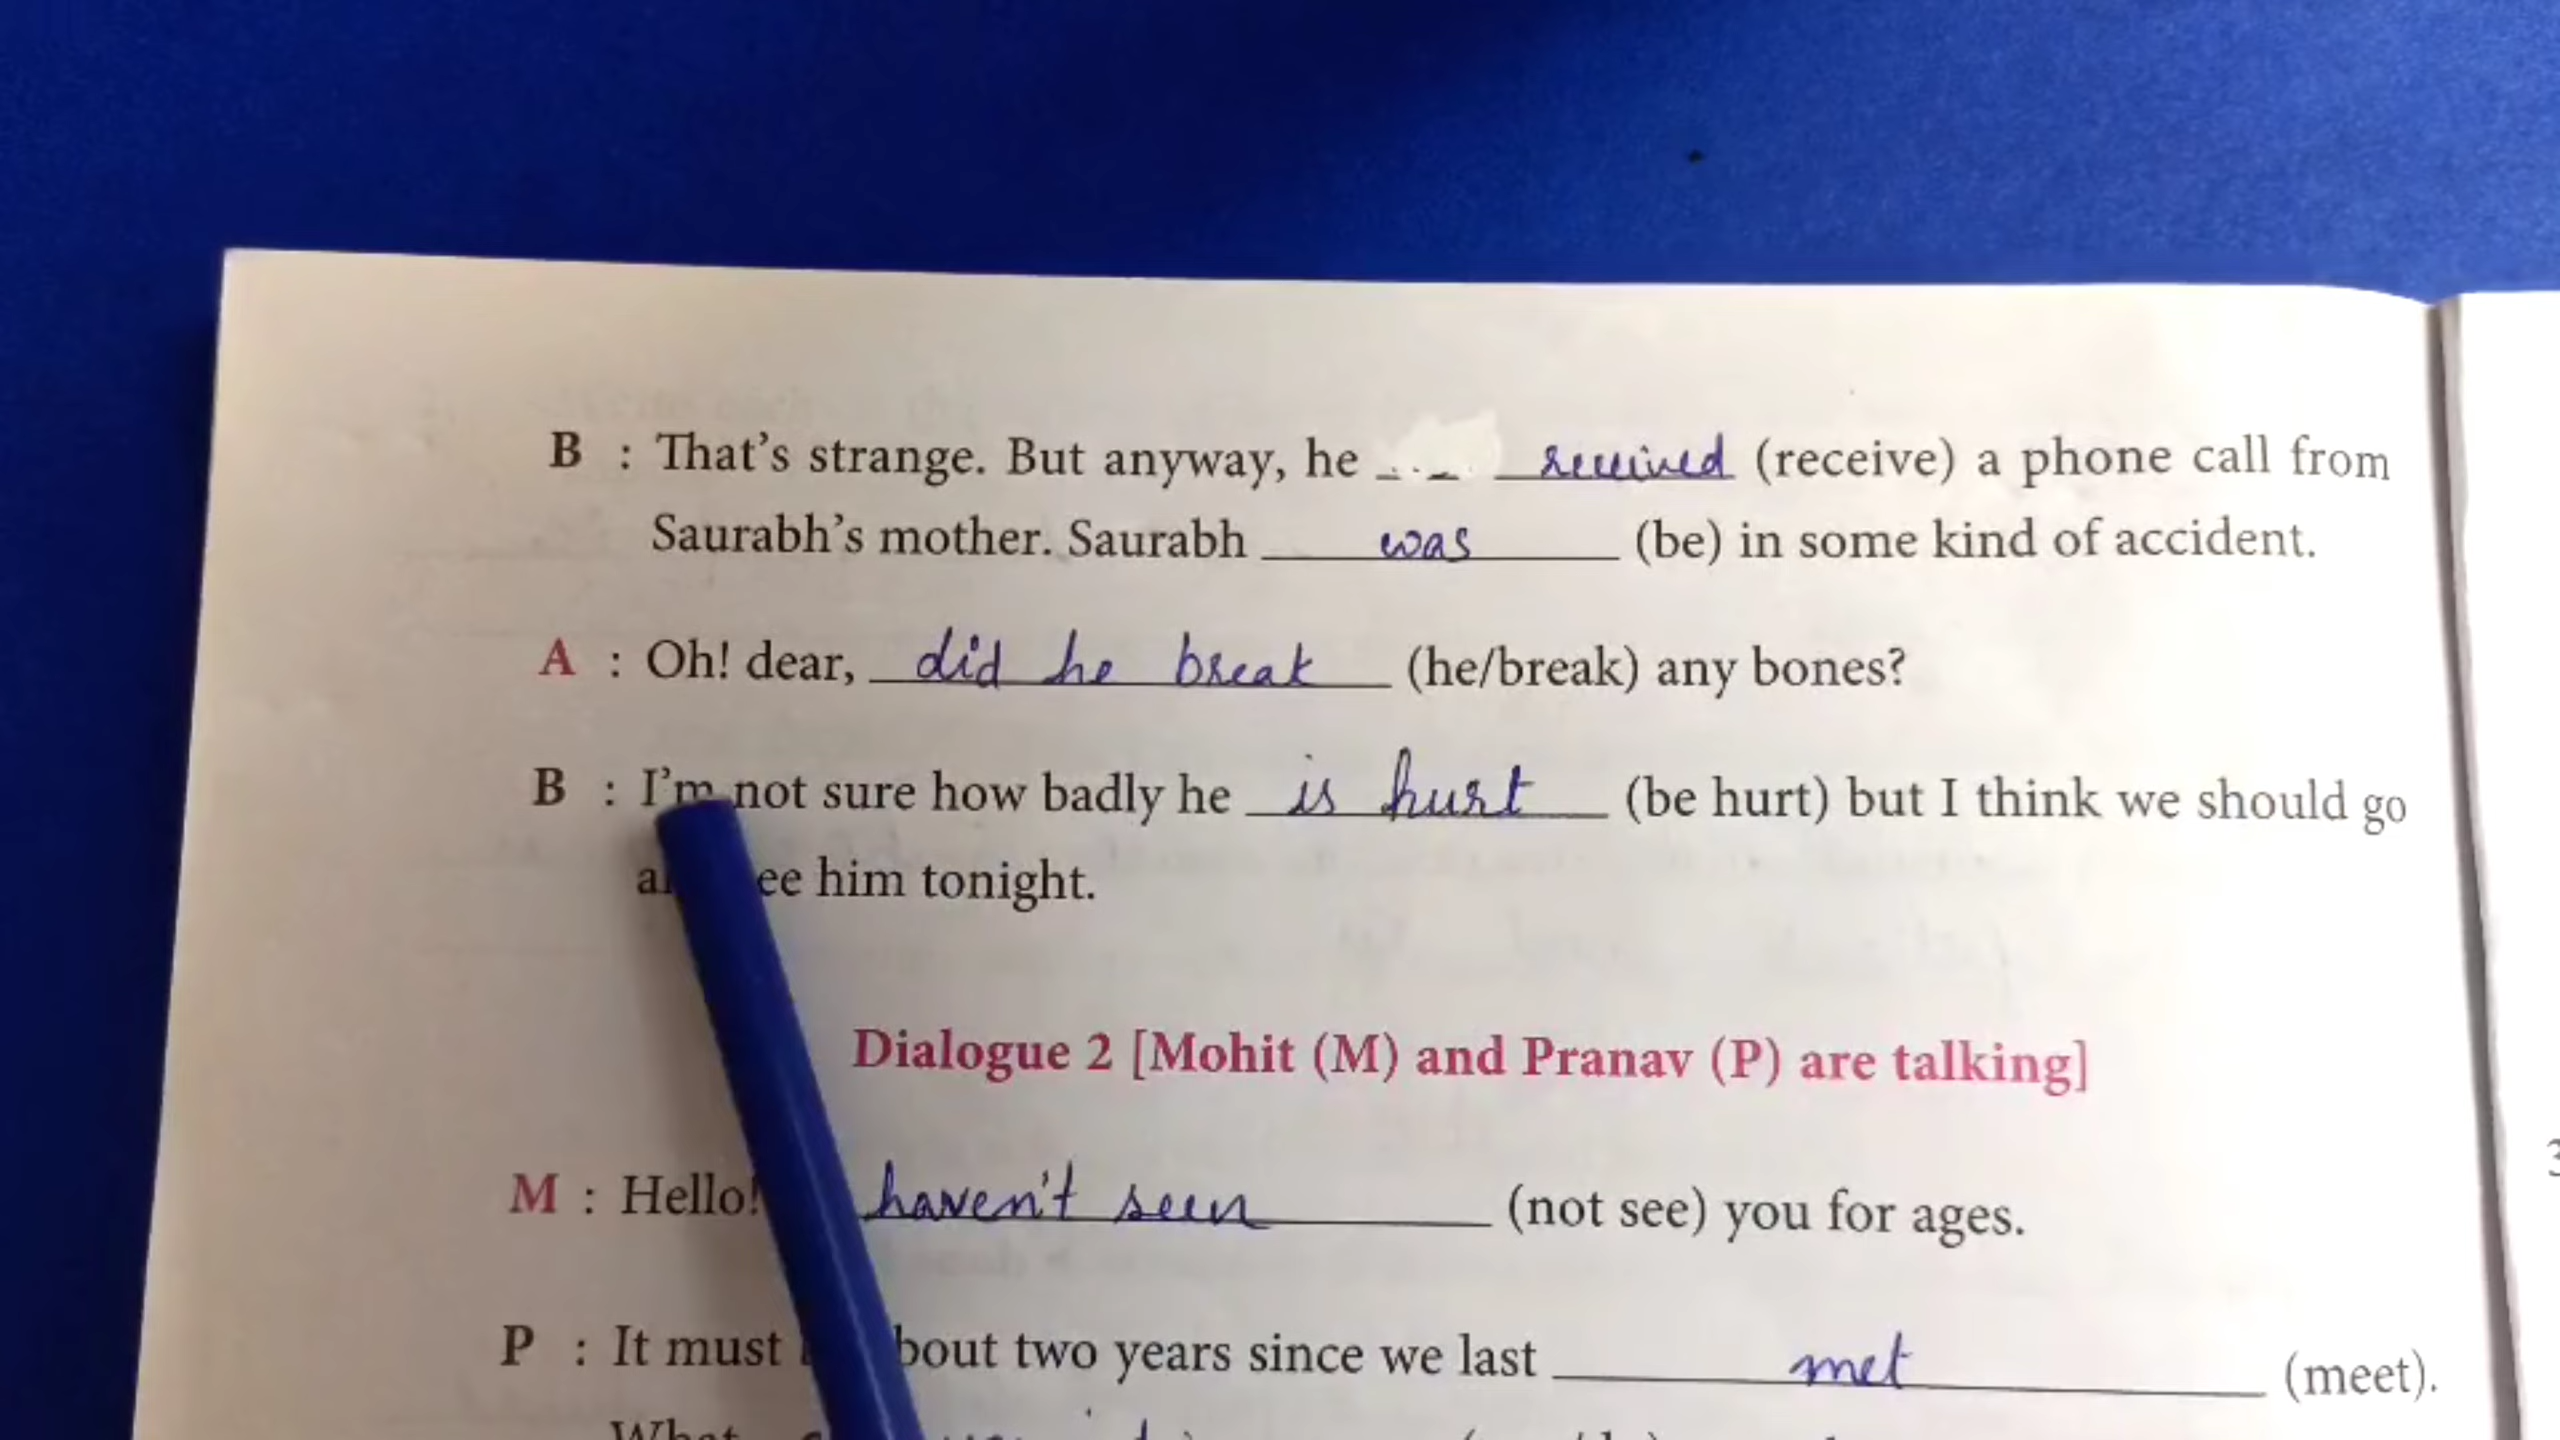 B : That's strange. But anyway, he received (receive) a phone call from
Saurabh's mother. Saurabh was (be) in some kind of accident.
A : Oh! dear, did he break (he/break) any bones?
B : I'm not sure how badly he is hurt (be hurt) but I think we should go
him tonight.
Dialogue 2 [Mohit (M) and Pranav (P) are talking]
M : Hello! haven't seen (not see) you for ages.
P : It must bout two years since we last met (meet).
What